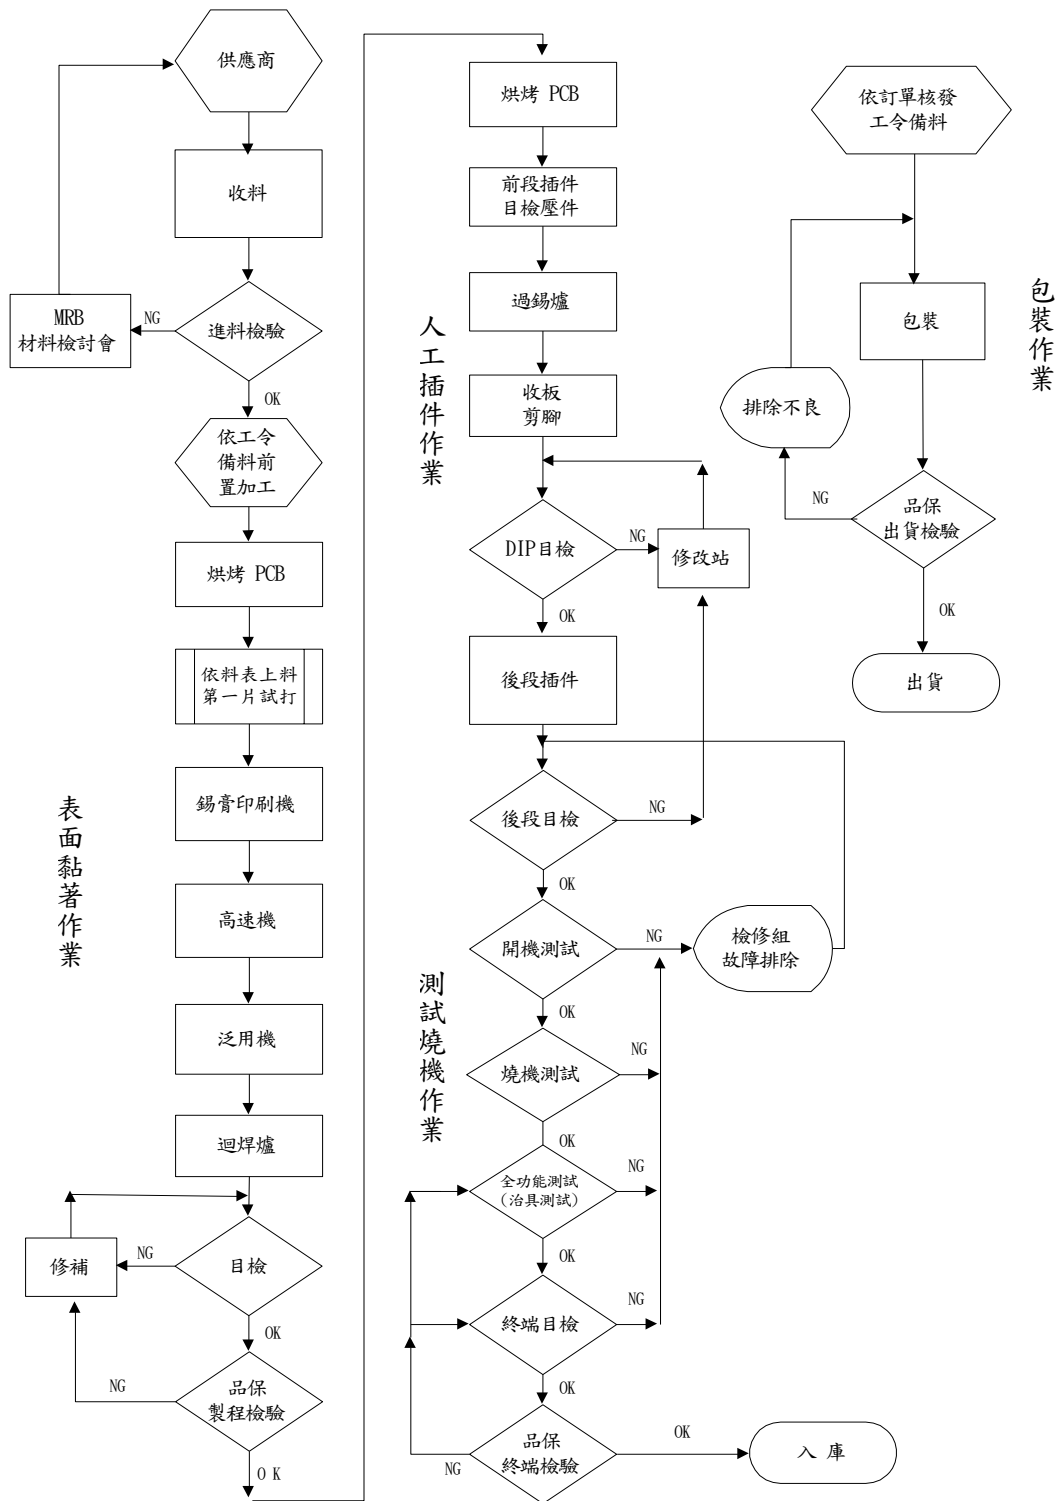 供應商
收料
進料檢驗
NG
MRB
材料檢討會
OK
依工令
備料前
置加工
烘烤 PCB
依料表上料
第一片試打
錫膏印刷機
高速機
泛用機
迴焊爐
目檢
NG
修補
OK
品保
製程檢驗
NG
O K
表面黏著作業
烘烤 PCB
前段插件
目檢壓件
過錫爐
收板
剪腳
DIP目檢
NG
修改站
OK
後段插件
後段目檢
NG
OK
人工插件作業
開機測試
NG
檢修組
故障排除
OK
燒機測試
NG
OK
全功能測試
(治具測試)
NG
OK
終端目檢
NG
OK
品保
終端檢驗
NG
OK
入 庫
測試燒機作業
依訂單核發
工令備料
包裝
排除不良
NG
品保
出貨檢驗
OK
出貨
包裝作業